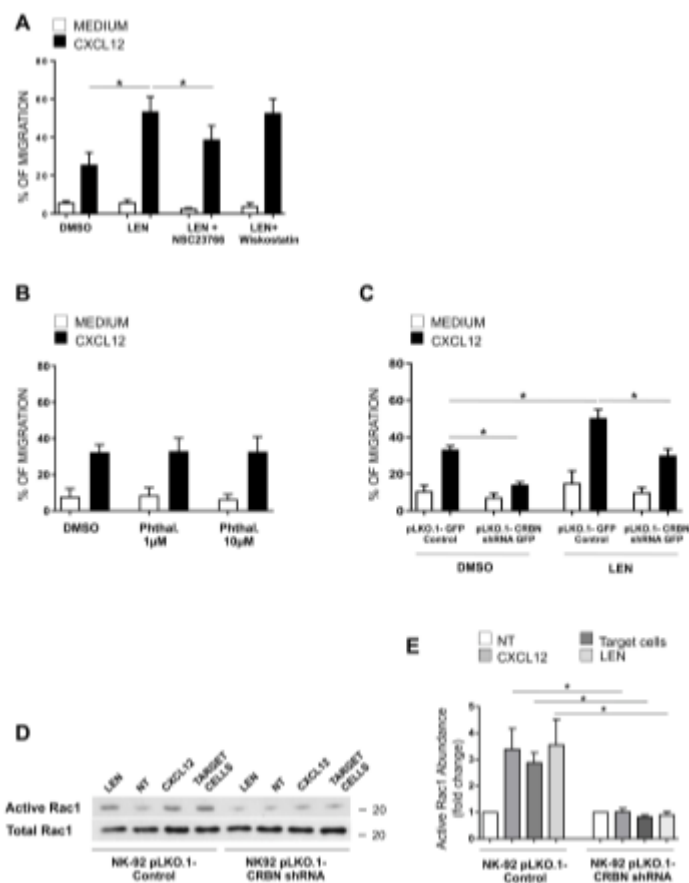 A
MEDIUM
CXCL12
*
*
% OF MIGRATION
80
60
40
20
0
DMSO
LEN
LEN +
NSC23766
LEN+
Wiskostatin
B
MEDIUM
CXCL12
% OF MIGRATION
80
60
40
20
0
DMSO
Phthal.
1µM
Phthal.
10µM
C
MEDIUM
CXCL12
*
*
*
% OF MIGRATION
80
60
40
20
0
pLKO.1- GFP
Control
pLKO.1- CRBN
shRNA GFP
pLKO.1- GFP
Control
pLKO.1- CRBN
shRNA GFP
DMSO
LEN
D
LEN
NT
CXCL12
TARGET
CELLS
LEN
NT
CXCL12
TARGET
CELLS
Active Rac1
– 20
Total Rac1
– 20
NK-92 pLKO.1-
Control
NK92 pLKO.1-
CRBN shRNA
E
NT
CXCL12
Target cells
LEN
*
*
*
Active Rac1 Abundance
(fold change)
5
4
3
2
1
0
NK-92 pLKO.1-
Control
NK-92 pLKO.1-
CRBN shRNA